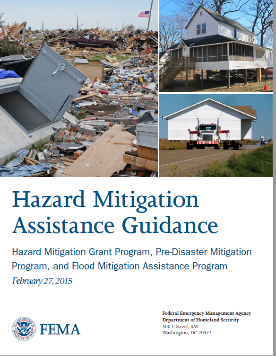 Hazard Mitigation
Assistance Guidance
Hazard Mitigation Grant Program, Pre-Disaster Mitigation
Program, and Flood Mitigation Assistance Program
February 27, 2015
Federal Emergency Management Agency
Department of Homeland Security
500 C Street, S.W.
Washington, DC 20472
FEMA